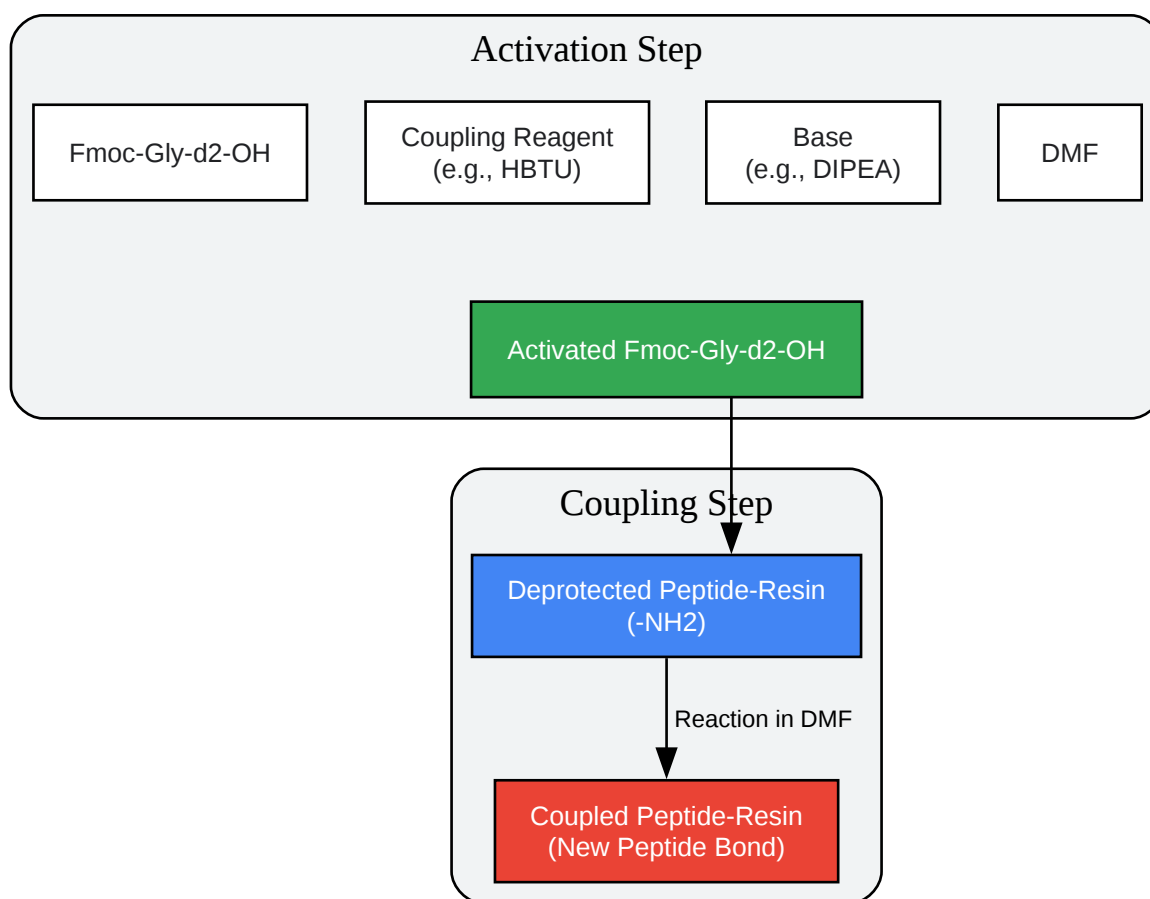 Activation Step
Fmoc-Gly-d2-OH
Coupling Reagent
(e.g., HBTU)
Base
(e.g., DIPEA)
DMF
Activated Fmoc-Gly-d2-OH
Coupling Step
Deprotected Peptide-Resin
(-NH2)
Reaction in DMF
Coupled Peptide-Resin
(New Peptide Bond)